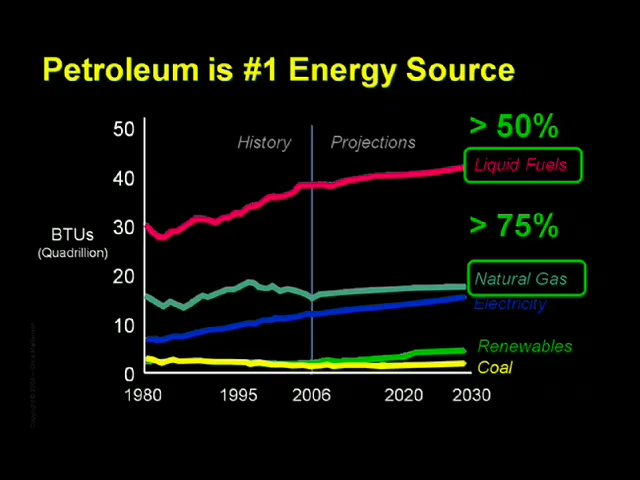 Petroleum is #1 Energy Source
> 50%
50
History
Projections
Liquid Fuels
40
> 75%
30
BTUs
(Quadrillion)
20
Natural Gas
Electricity
10
Renewables
Coal
0
1980
1995
2006
2020
2030